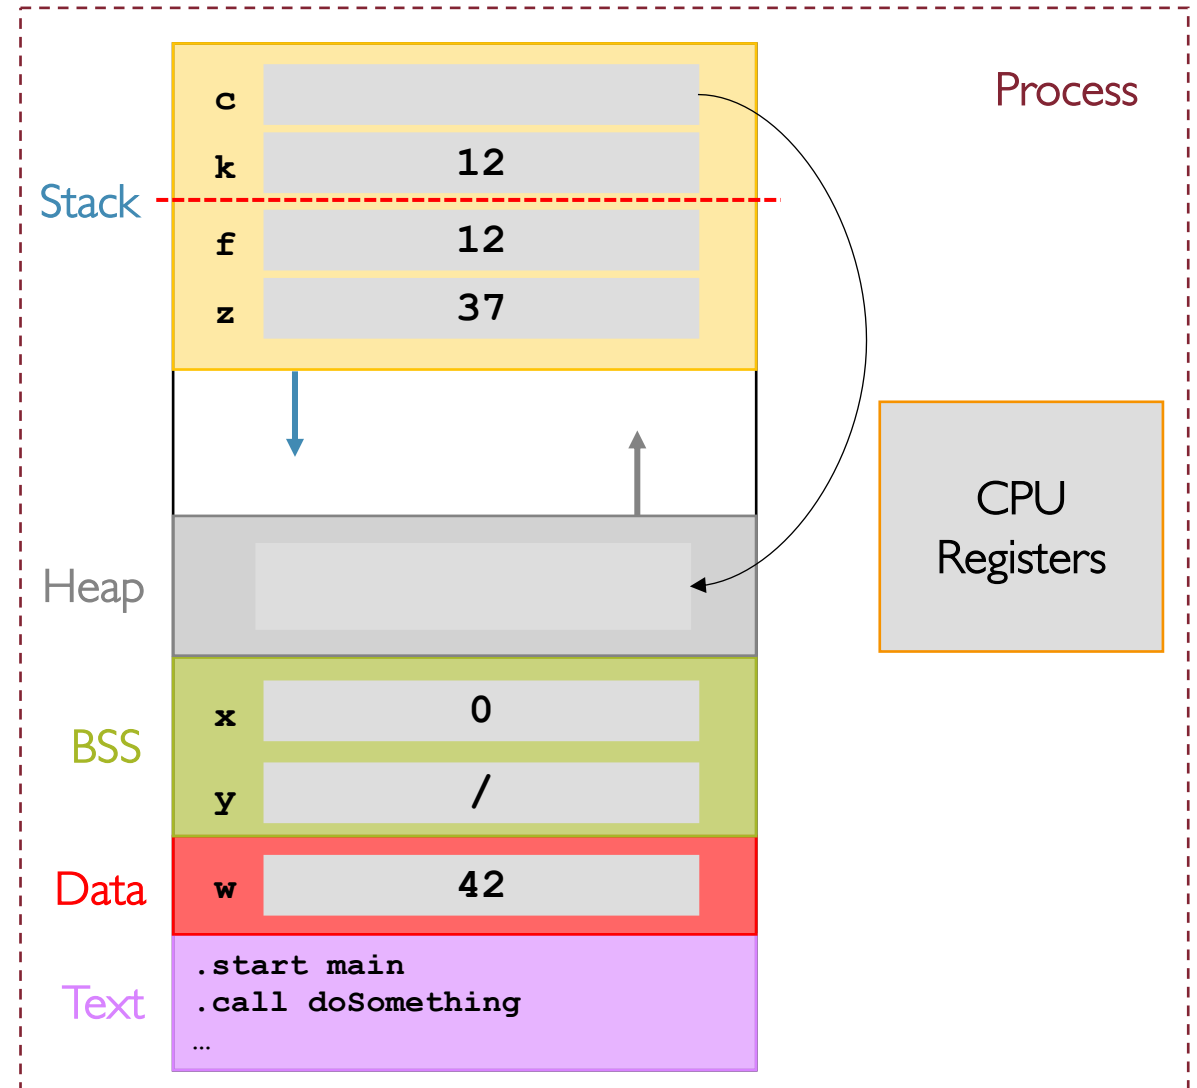 Process
c
k 12
Stack
f 12
z 37
CPU
Registers
Heap
x 0
BSS
y /
Data w 42
.start main
.call doSomething
Text
…